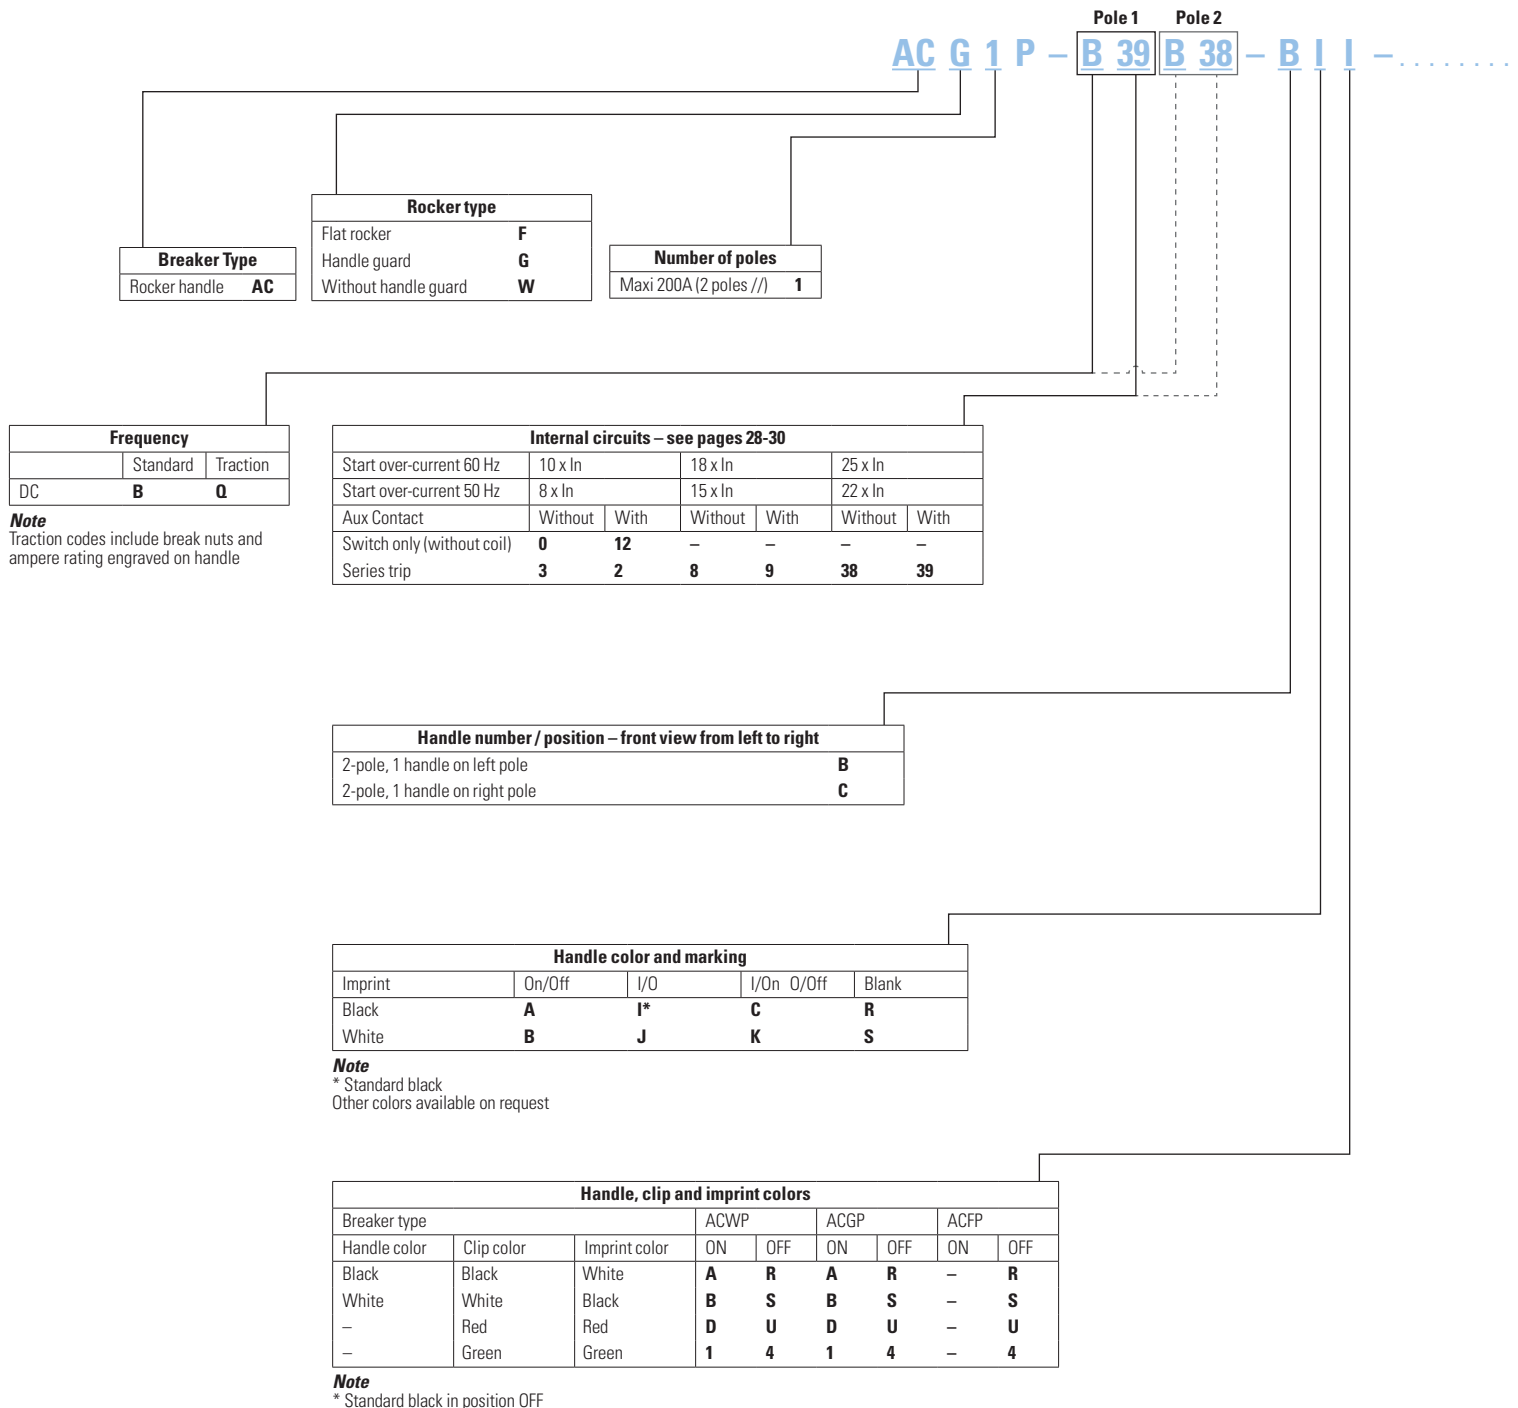 Pole 1 Pole 2
AC G 1 P – B 39 B 38 – B I I – . . . . . . . .
Rocker type
Flat rocker F
Handle guard G
Without handle guard W
Breaker Type
Rocker handle AC
Number of poles
Maxi 200A (2 poles //) 1
Frequency
Standard Traction
DC B Q
Note
Traction codes include break nuts and
ampere rating engraved on handle
Internal circuits – see pages 28-30
Start over-current 60 Hz 10 x In 18 x In 25 x In
Start over-current 50 Hz 8 x In 15 x In 22 x In
Aux Contact Without With Without With Without With
Switch only (without coil) 0 12 – – – –
Series trip 3 2 8 9 38 39
Handle number / position – front view from left to right
2-pole, 1 handle on left pole B
2-pole, 1 handle on right pole C
Handle color and marking
Imprint On/Off I/O I/On O/Off Blank
Black A I* C R
White B J K S
Note
* Standard black
Other colors available on request
Handle, clip and imprint colors
Breaker type ACWP ACGP ACFP
Handle color Clip color Imprint color ON OFF ON OFF ON OFF
Black Black White A R A R – R
White White Black B S B S – S
– Red Red D U D U – U
– Green Green 1 4 1 4 – 4
Note
* Standard black in position OFF